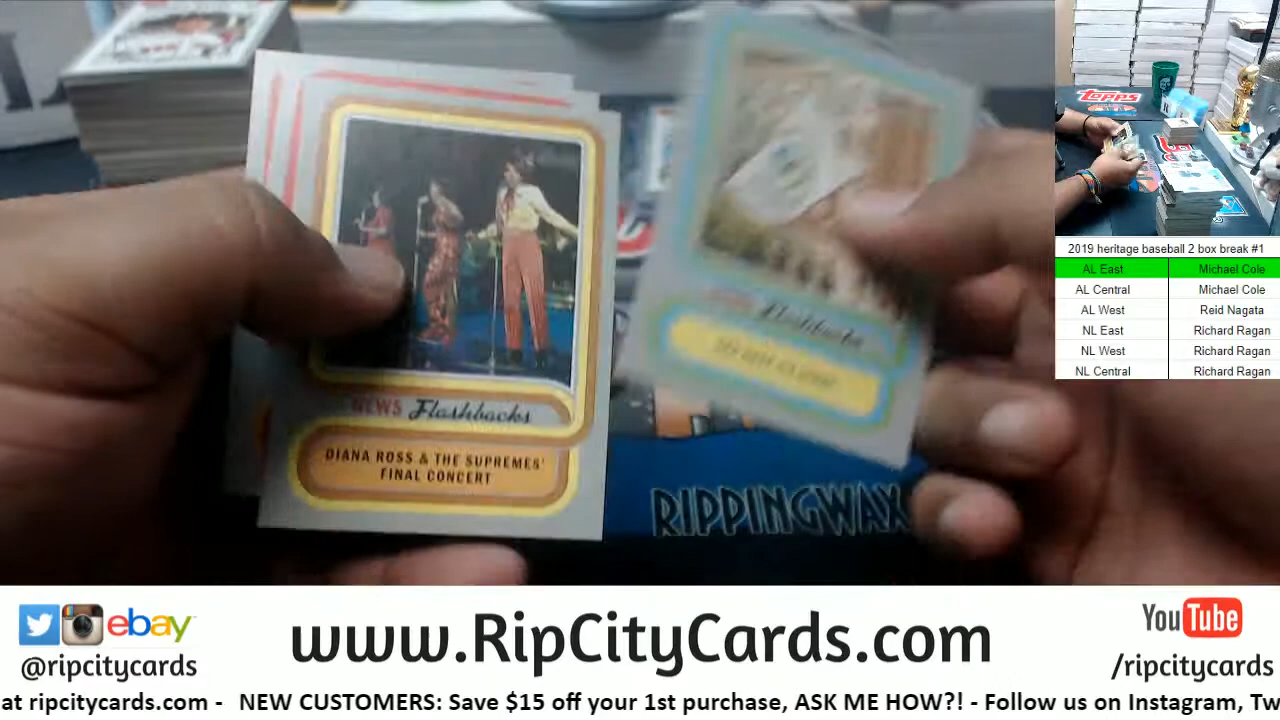 NEWS Flashbacks
DIANA ROSS & THE SUPREMES'
FINAL CONCERT
Flashbacks
RIPPINGWAX
Topps
2019 heritage baseball 2 box break #1
AL East Michael Cole
AL Central Michael Cole
AL West Reid Nagata
NL East Richard Ragan
NL West Richard Ragan
NL Central Richard Ragan
ebay
@ripcitycards
www.RipCityCards.com
YouTube
/ripcitycards
at ripcitycards.com - NEW CUSTOMERS: Save $15 off your 1st purchase, ASK ME HOW?! - Follow us on Instagram, Tw